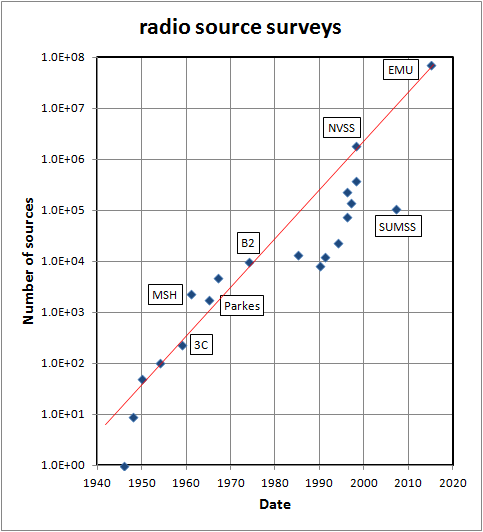 radio source surveys
1.0E+08
1.0E+07
1.0E+06
1.0E+05
1.0E+04
1.0E+03
1.0E+02
1.0E+01
1.0E+00
Number of sources
EMU
NVSS
SUMSS
B2
MSH
Parkes
3C
1940 1950 1960 1970 1980 1990 2000 2010 2020
Date